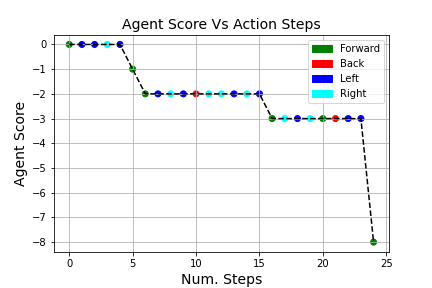 Agent Score Vs Action Steps
0
−1
−2
−3
−4
−5
−6
−7
−8
Agent Score
Forward
Back
Left
Right
0 5 10 15 20 25
Num. Steps